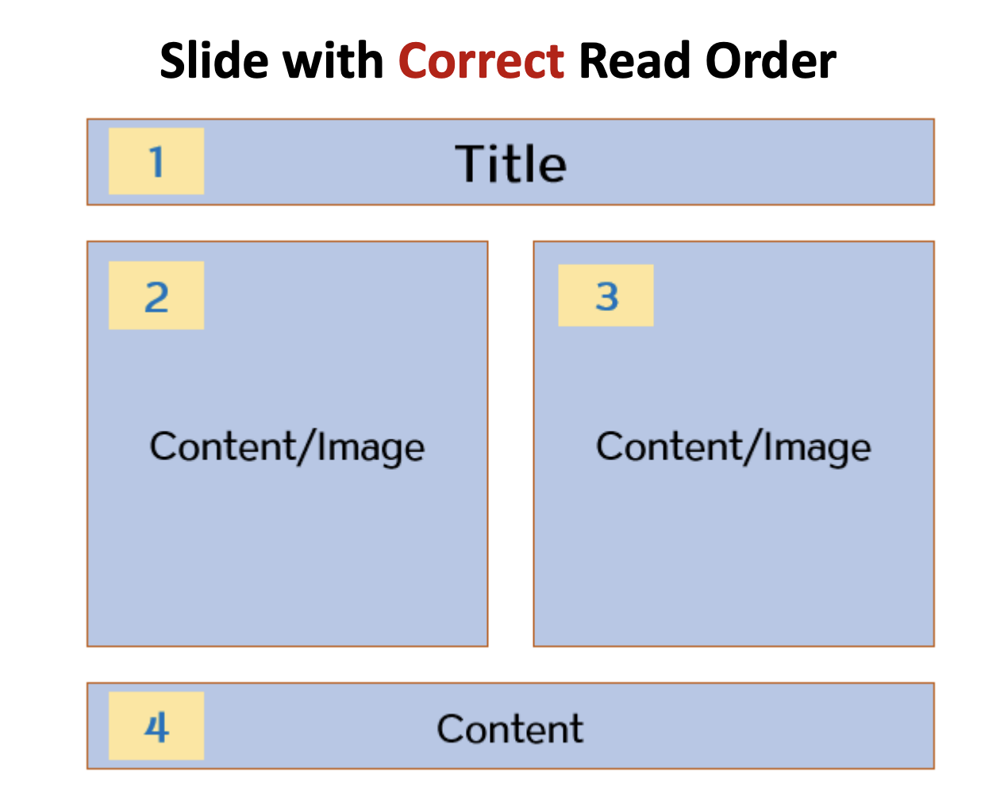 Slide with Correct Read Order
1
Title
2
Content/Image
3
Content/Image
4
Content